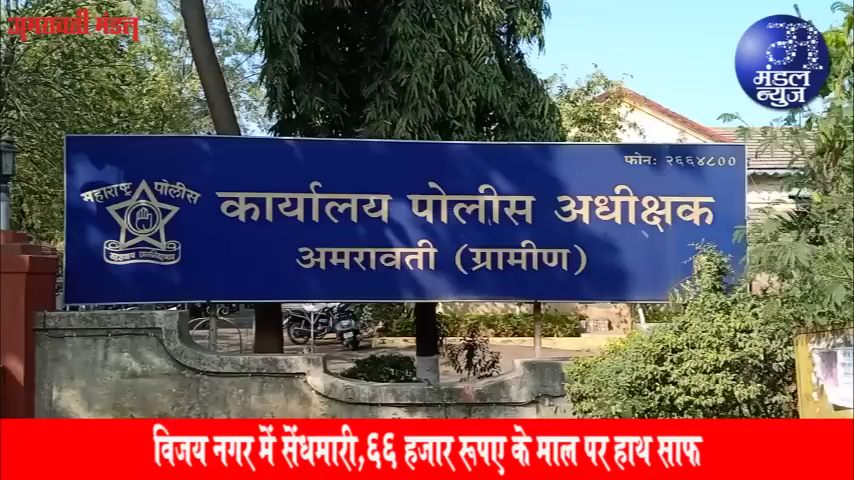 अमरावती मंडल
मंडल
न्युज
फोन: २६६४८००
महाराष्ट्र पोलीस
कार्यालय पोलीस अधीक्षक
अमरावती (ग्रामीण)
विजय नगर में सेंधमारी,६६ हजार रूपए के माल पर हाथ साफ